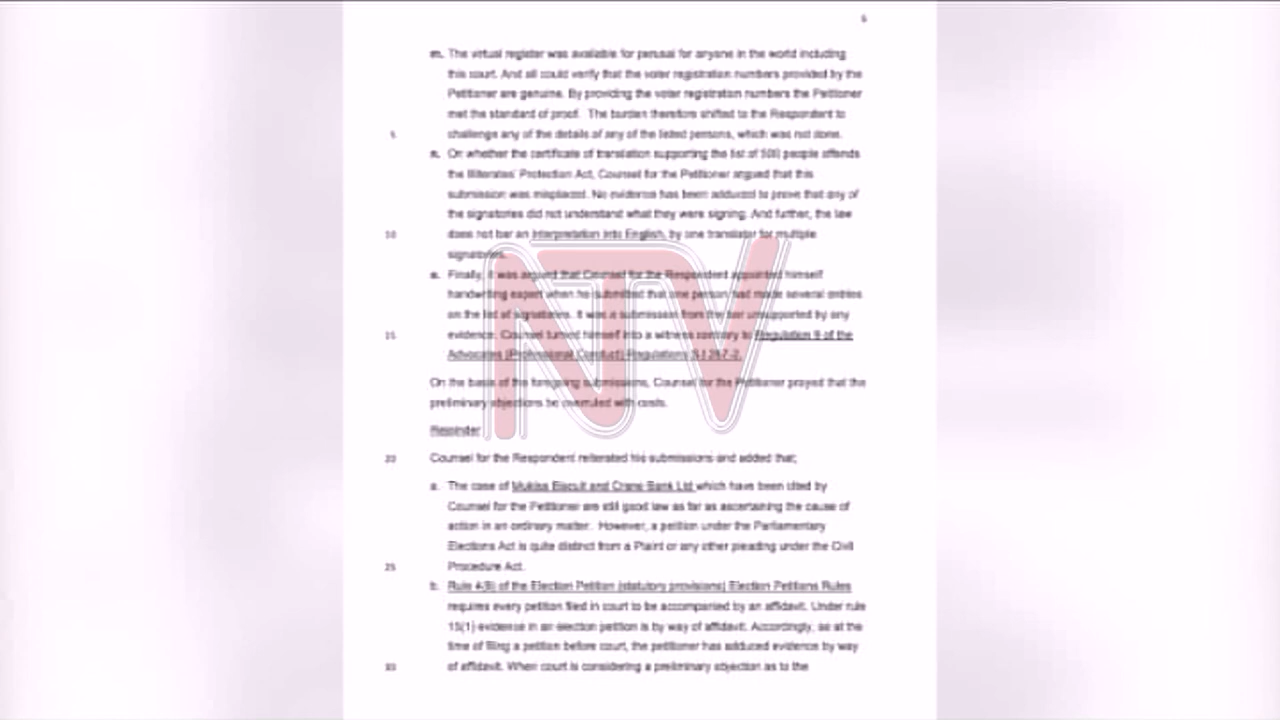 6
m. The virtual register was available for perusal for anyone in the world including
this court. And all could verify that the voter registration numbers provided by the
Petitioner are genuine. By providing the voter registration numbers the Petitioner
met the standard of proof. The burden therefore shifted to the Respondent to
5 challenge any of the details of any of the listed persons, which was not done.
n. On whether the certificate of translation supporting the list of 500 people offends
the Illiterates' Protection Act, Counsel for the Petitioner argued that this
submission was misplaced. No evidence has been adduced to prove that any of
the signatories did not understand what they were signing. And further, the law
10 does not bar an interpretation into English, by one translator for multiple
signatories.
o. Finally, it was argued that Counsel for the Respondent appointed himself
handwriting expert when he submitted that one person had made several entries
on the list of signatories. It was a submission from the bar unsupported by any
15 evidence. Counsel turned himself into a witness contrary to Regulation 9 of the
Advocates (Professional Conduct) Regulations S.I 267-2.
On the basis of the foregoing submissions, Counsel for the Petitioner prayed that the
preliminary objections be overruled with costs.
Rejoinder
20 Counsel for the Respondent reiterated his submissions and added that;
a. The case of Mukisa Biscuit and Crane Bank Ltd which have been cited by
Counsel for the Petitioner are still good law as far as ascertaining the cause of
action in an ordinary matter. However, a petition under the Parliamentary
Elections Act is quite distinct from a Plaint or any other pleading under the Civil
25 Procedure Act.
b. Rule 4(8) of the Election Petition (statutory provisions) Election Petitions Rules
requires every petition filed in court to be accompanied by an affidavit. Under rule
15(1) evidence in an election petition is by way of affidavit. Accordingly, as at the
time of filing a petition before court, the petitioner has adduced evidence by way
30 of affidavit. When court is considering a preliminary objection as to the
NTV